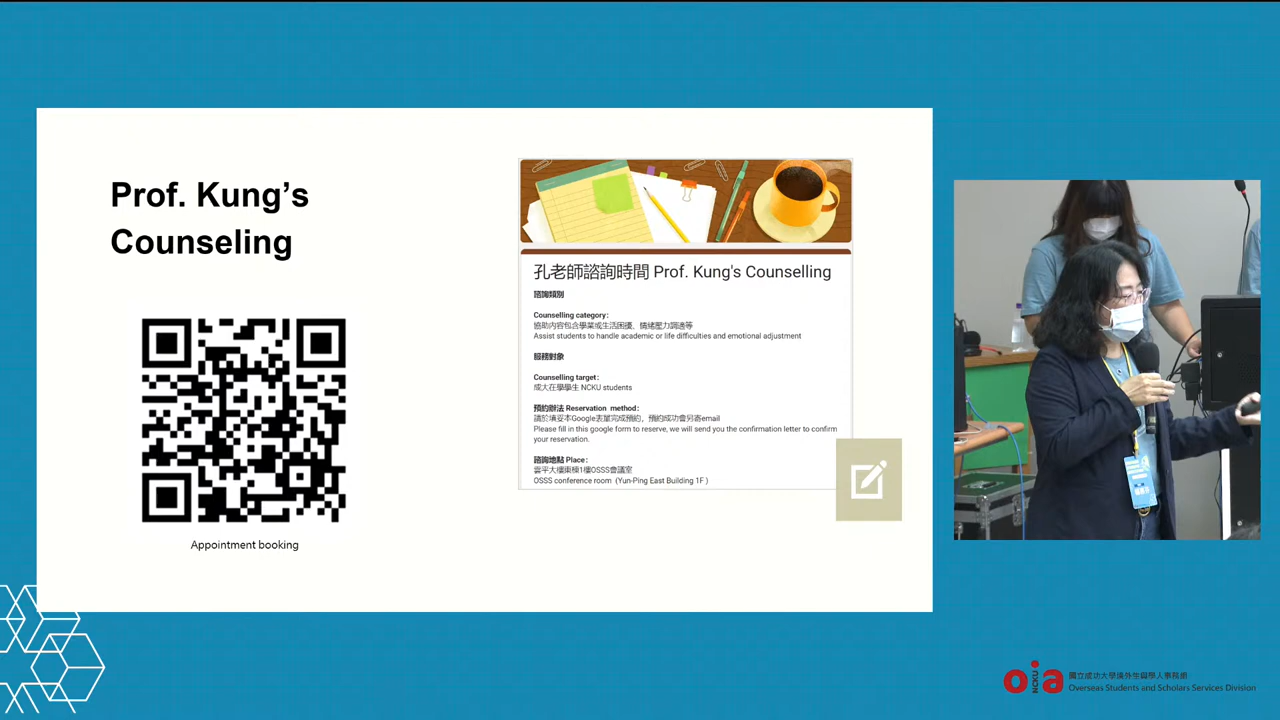 Prof. Kung’s
Counseling
Appointment booking
孔老師諮詢時間 Prof. Kung's Counselling
諮詢類別
Counselling category：
協助內容包含學業或生活困擾、情緒壓力調適等
Assist students to handle academic or life difficulties and emotional adjustment
服務對象
Counselling target：
成大在學學生 NCKU students
預約辦法 Reservation method：
請於填妥本Google表單完成預約，預約成功會另寄email
Please fill in this google form to reserve, we will send you the confirmation letter to confirm
your reservation.
諮詢地點 Place：
雲平大樓東棟1樓OSSS會議室
OSSS conference room (Yun-Ping East Building 1F )
NCKU
oia
國立成功大學境外生與學人事務組
Overseas Students and Scholars Services Division